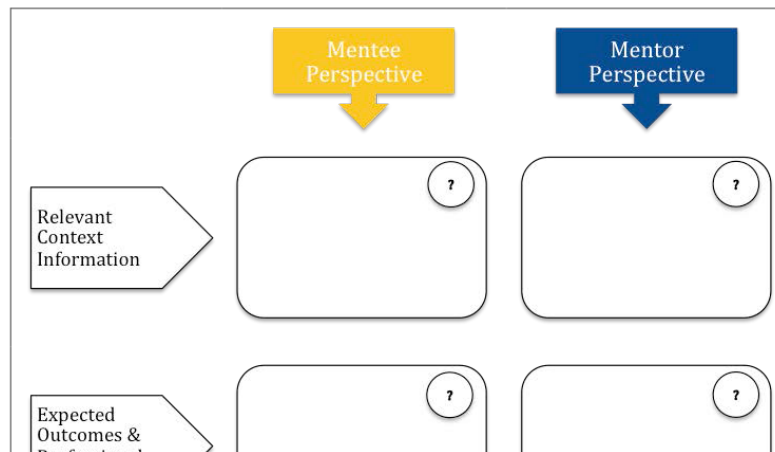 Mentee
Perspective
Mentor
Perspective
?
?
Relevant
Context
Information
?
?
Expected
Outcomes &